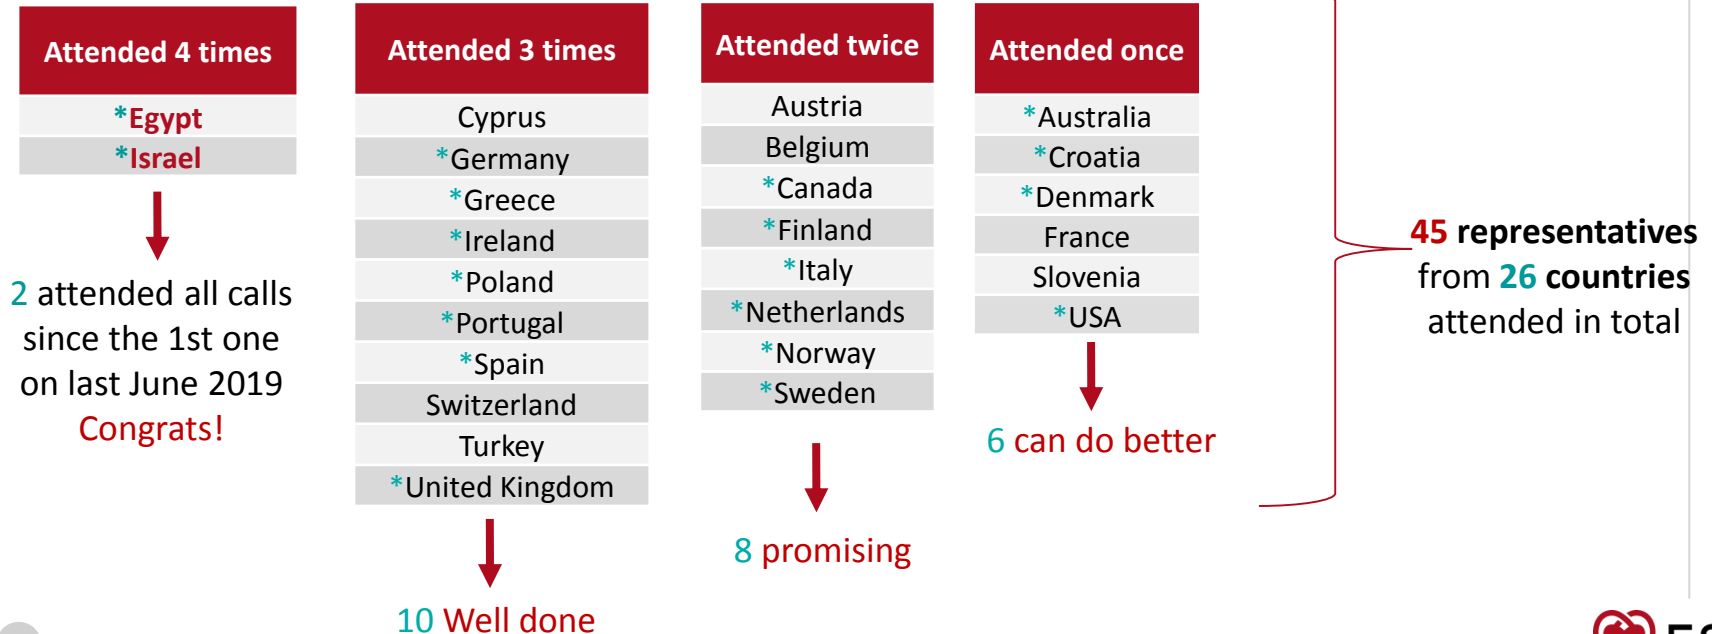 Attended 4 times
*Egypt
*Israel
2 attended all calls
since the 1st one
on last June 2019
Congrats!
Attended 3 times
Cyprus
*Germany
*Greece
*Ireland
*Poland
*Portugal
*Spain
Switzerland
Turkey
*United Kingdom
10 Well done
Attended twice
Austria
Belgium
*Canada
*Finland
*Italy
*Netherlands
*Norway
*Sweden
8 promising
Attended once
*Australia
*Croatia
*Denmark
France
Slovenia
*USA
6 can do better
45 representatives
from 26 countries
attended in total